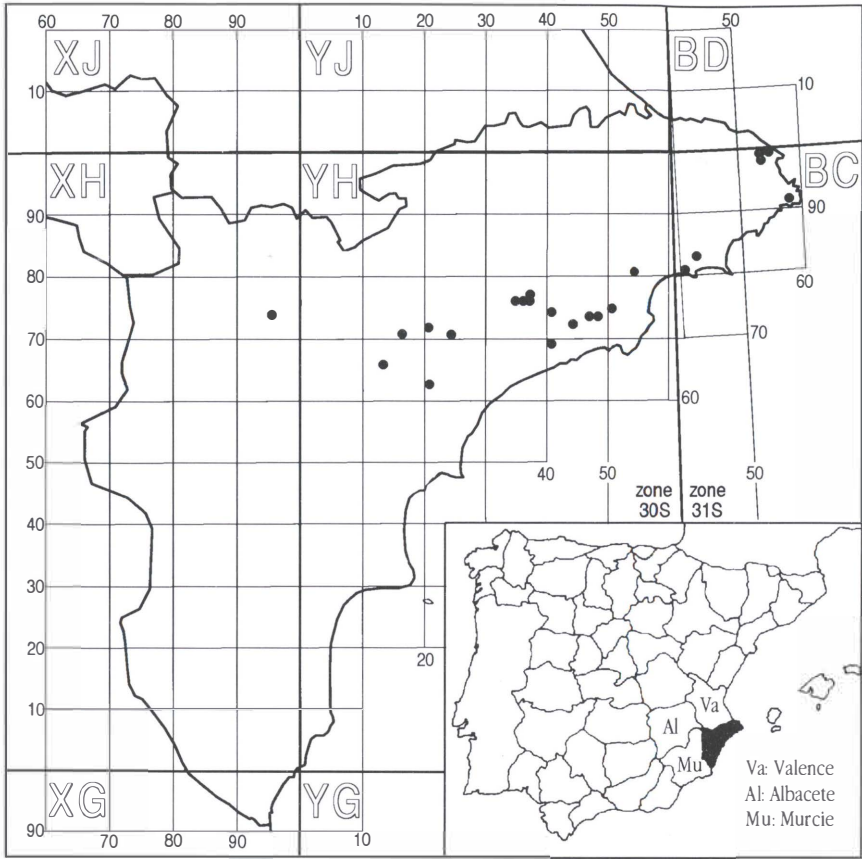 60 70 80 90 10 20 30 40 50 50
XJ YJ BD
10 10
XH YH BC
90 90
80 60
70 70
60 60
50 40 50 50
zone 30S zone 31S
40
30
20 20
10
XG YG
90
70 80 90 10
Va
Al
Mu
Va: Valence
Al: Albacete
Mu: Murcie